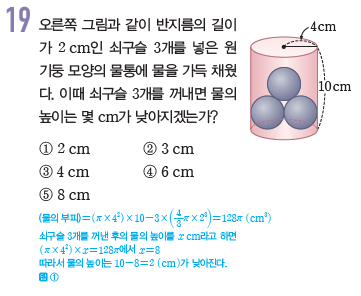 19 오른쪽 그림과 같이 반지름의 길이
가 2 cm인 쇠구슬 3개를 넣은 원
기둥 모양의 물통에 물을 가득 채웠
다. 이때 쇠구슬 3개를 꺼내면 물의
높이는 몇 cm가 낮아지겠는가?
4cm
10cm
① 2 cm ② 3 cm
③ 4 cm ④ 6 cm
⑤ 8 cm
(물의 부피)=(π×4²)×10-3×(4/3π×2³)=128π (cm³)
쇠구슬 3개를 꺼낸 후의 물의 높이를 x cm라고 하면
(π×4²)×x=128π에서 x=8
따라서 물의 높이는 10-8=2 (cm)가 낮아진다.
답 ①